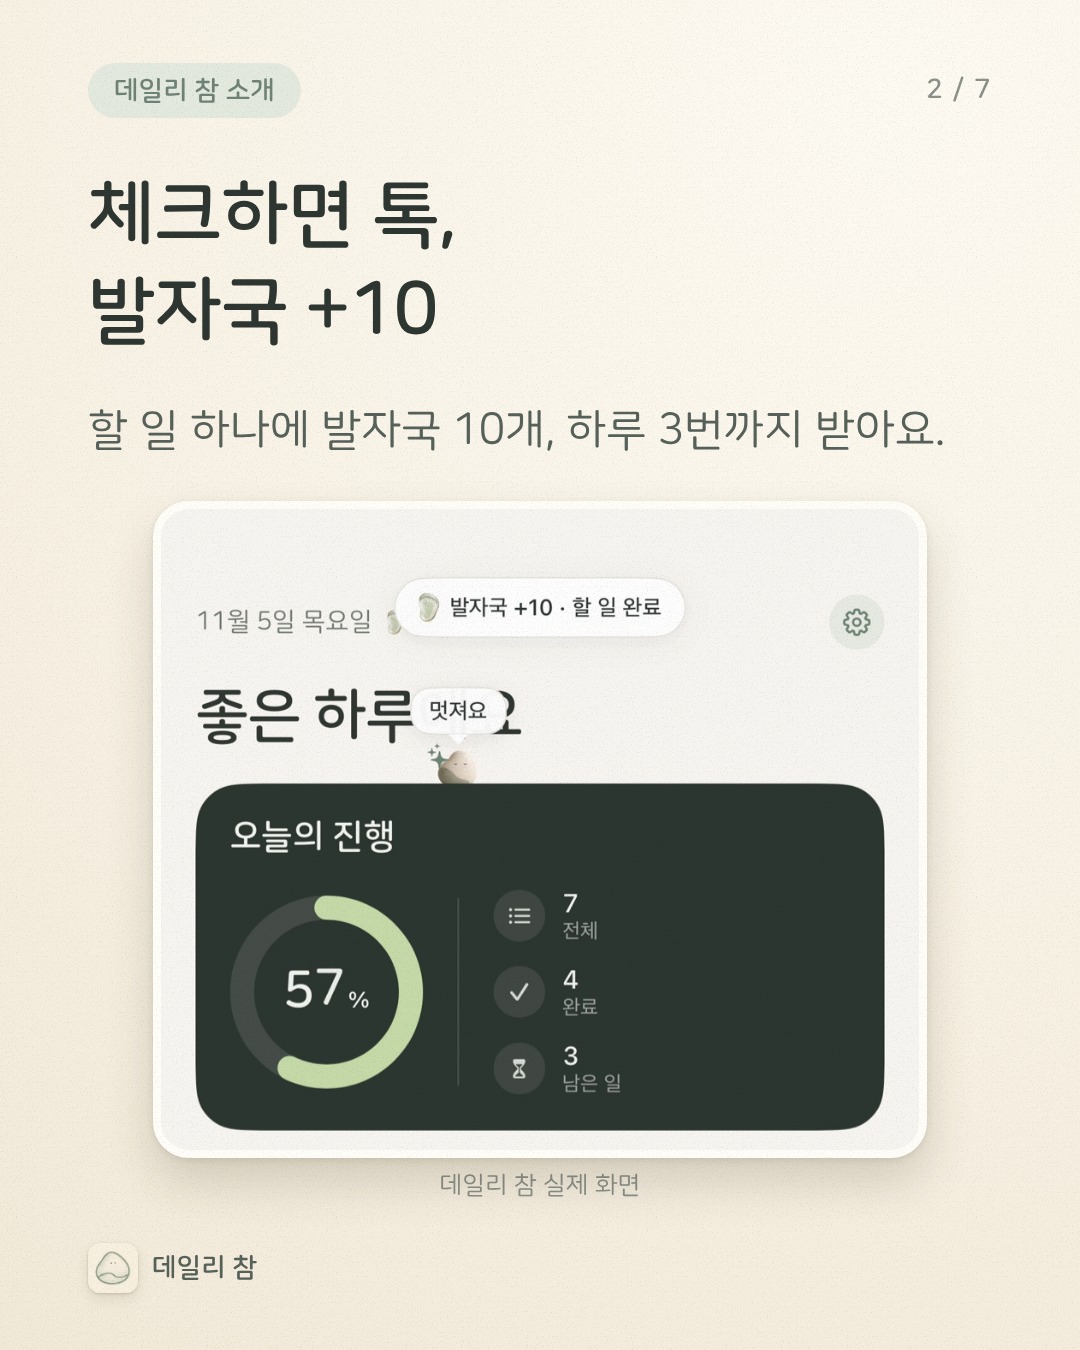 데일리 참 소개
2 / 7
체크하면 톡,
발자국 +10
할 일 하나에 발자국 10개, 하루 3번까지 받아요.
발자국 +10 · 할 일 완료
11월 5일 목요일
좋은 하루
멋져요
오늘의 진행
57%
7
전체
4
완료
3
남은 일
데일리 참 실제 화면
데일리 참